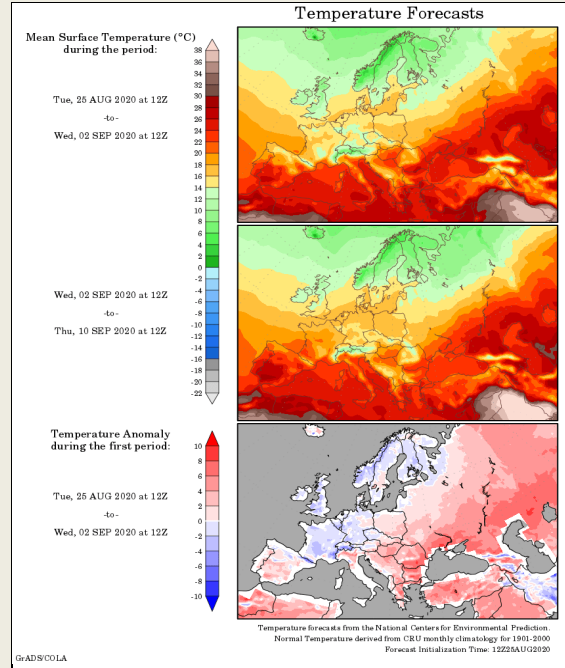 Temperature Forecasts
Mean Surface Temperature (°C)
during the period:
Tue, 25 AUG 2020 at 12Z
-to-
Wed, 02 SEP 2020 at 12Z
38
36
34
32
30
28
26
24
22
20
18
16
14
12
10
8
6
4
2
0
-2
-4
-6
-8
-10
-12
-14
-16
-18
-20
-22
Wed, 02 SEP 2020 at 12Z
-to-
Thu, 10 SEP 2020 at 12Z
Temperature Anomaly
during the first period:
Tue, 25 AUG 2020 at 12Z
-to-
Wed, 02 SEP 2020 at 12Z
10
8
6
4
2
0
-2
-4
-6
-8
-10
Temperature forecasts from the National Centers for Environmental Prediction.
Normal Temperature derived from CRU monthly climatology for 1901-2000
Forecast Initialization Time: 12Z25AUG2020
GrADS/COLA